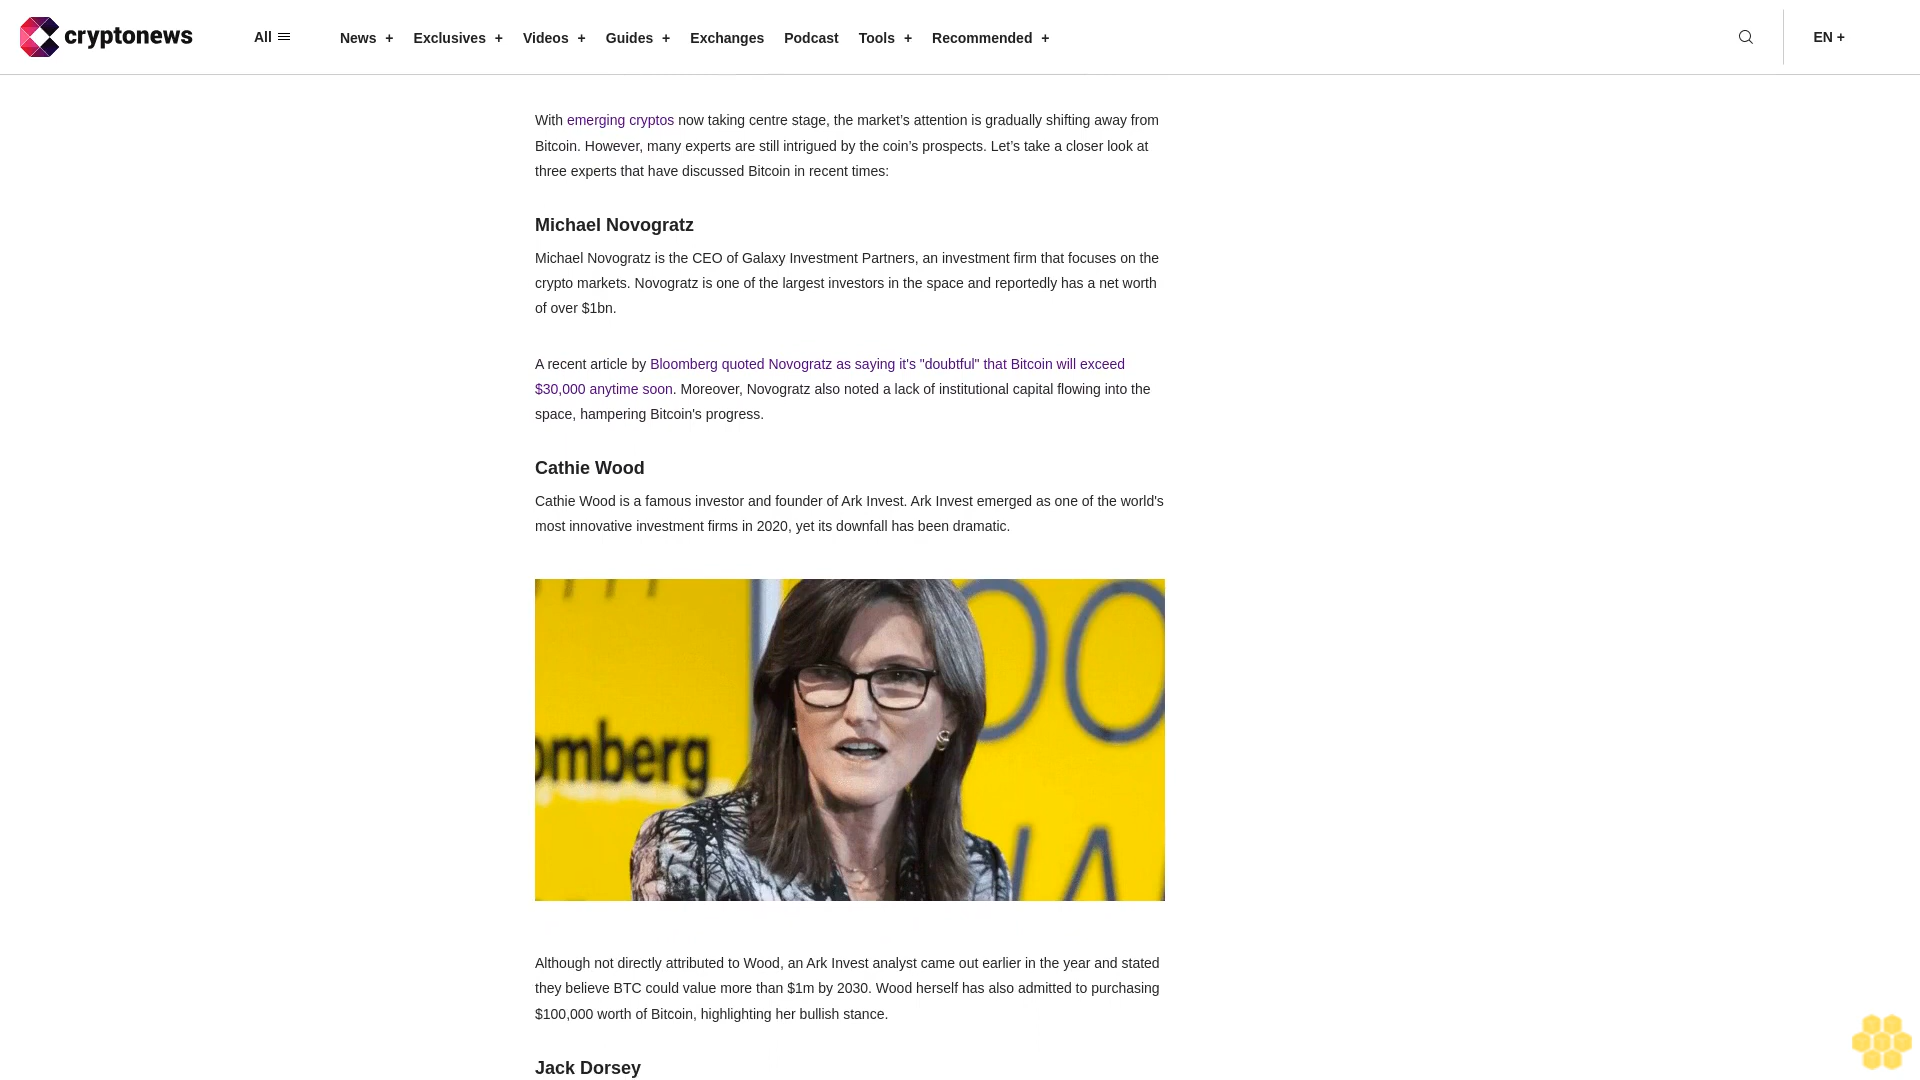 cryptonews
All
News +
Exclusives +
Videos +
Guides +
Exchanges
Podcast
Tools +
Recommended +
EN +
With emerging cryptos now taking centre stage, the market’s attention is gradually shifting away from
Bitcoin. However, many experts are still intrigued by the coin’s prospects. Let’s take a closer look at
three experts that have discussed Bitcoin in recent times:
Michael Novogratz
Michael Novogratz is the CEO of Galaxy Investment Partners, an investment firm that focuses on the
crypto markets. Novogratz is one of the largest investors in the space and reportedly has a net worth
of over $1bn.
A recent article by Bloomberg quoted Novogratz as saying it's "doubtful" that Bitcoin will exceed
$30,000 anytime soon. Moreover, Novogratz also noted a lack of institutional capital flowing into the
space, hampering Bitcoin's progress.
Cathie Wood
Cathie Wood is a famous investor and founder of Ark Invest. Ark Invest emerged as one of the world's
most innovative investment firms in 2020, yet its downfall has been dramatic.
omberg
Although not directly attributed to Wood, an Ark Invest analyst came out earlier in the year and stated
they believe BTC could value more than $1m by 2030. Wood herself has also admitted to purchasing
$100,000 worth of Bitcoin, highlighting her bullish stance.
Jack Dorsey